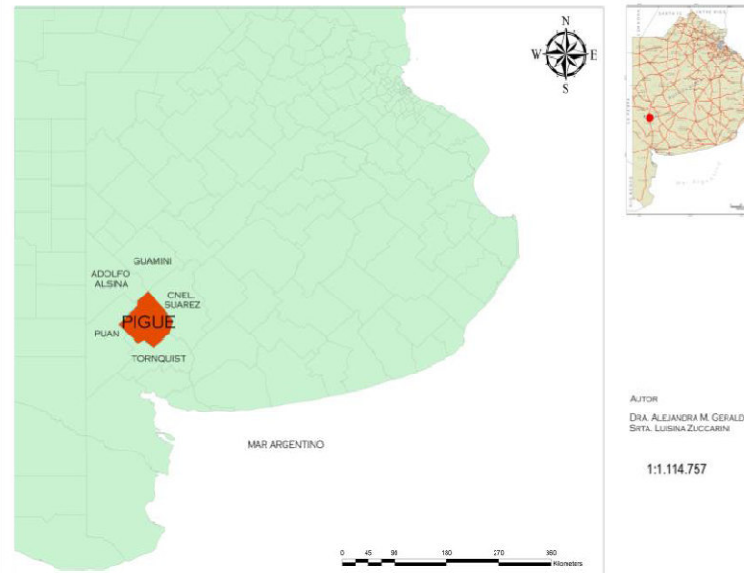 N
W E
S
GUAMINI
ADOLFO
ALSINA
CNEL.
SUAREZ
PIGUE
PUAN
TORNQUIST
MAR ARGENTINO
0 45 90 180 270 360
Kilometers
AUTOR
DRA. ALEJANDRA M. GERALD
SRTA. LUISINA ZUCCARINI
1:1.114.757